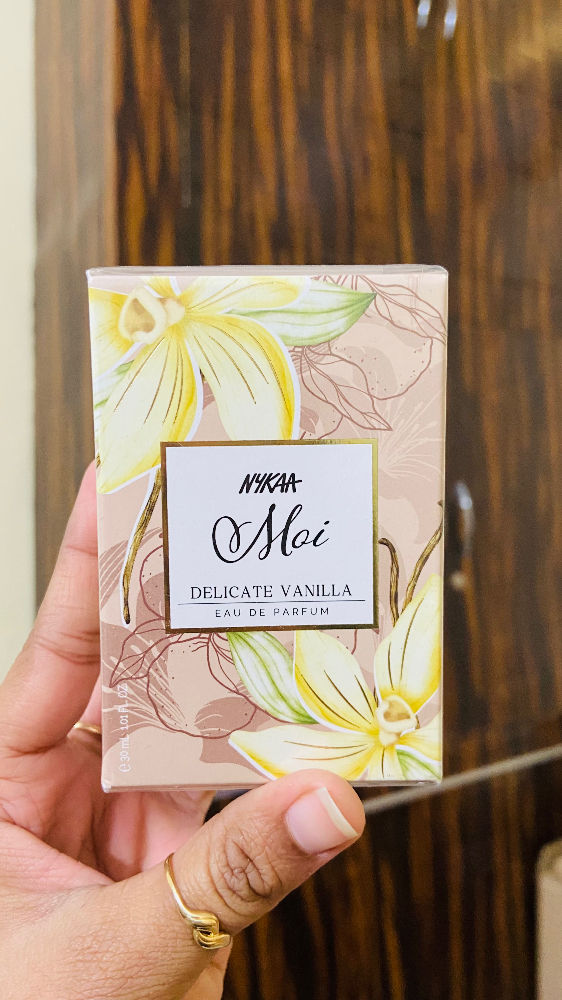 NYKAA
Moi
DELICATE VANILLA
EAU DE PARFUM
℮ 30 mL 1.01 FL. OZ